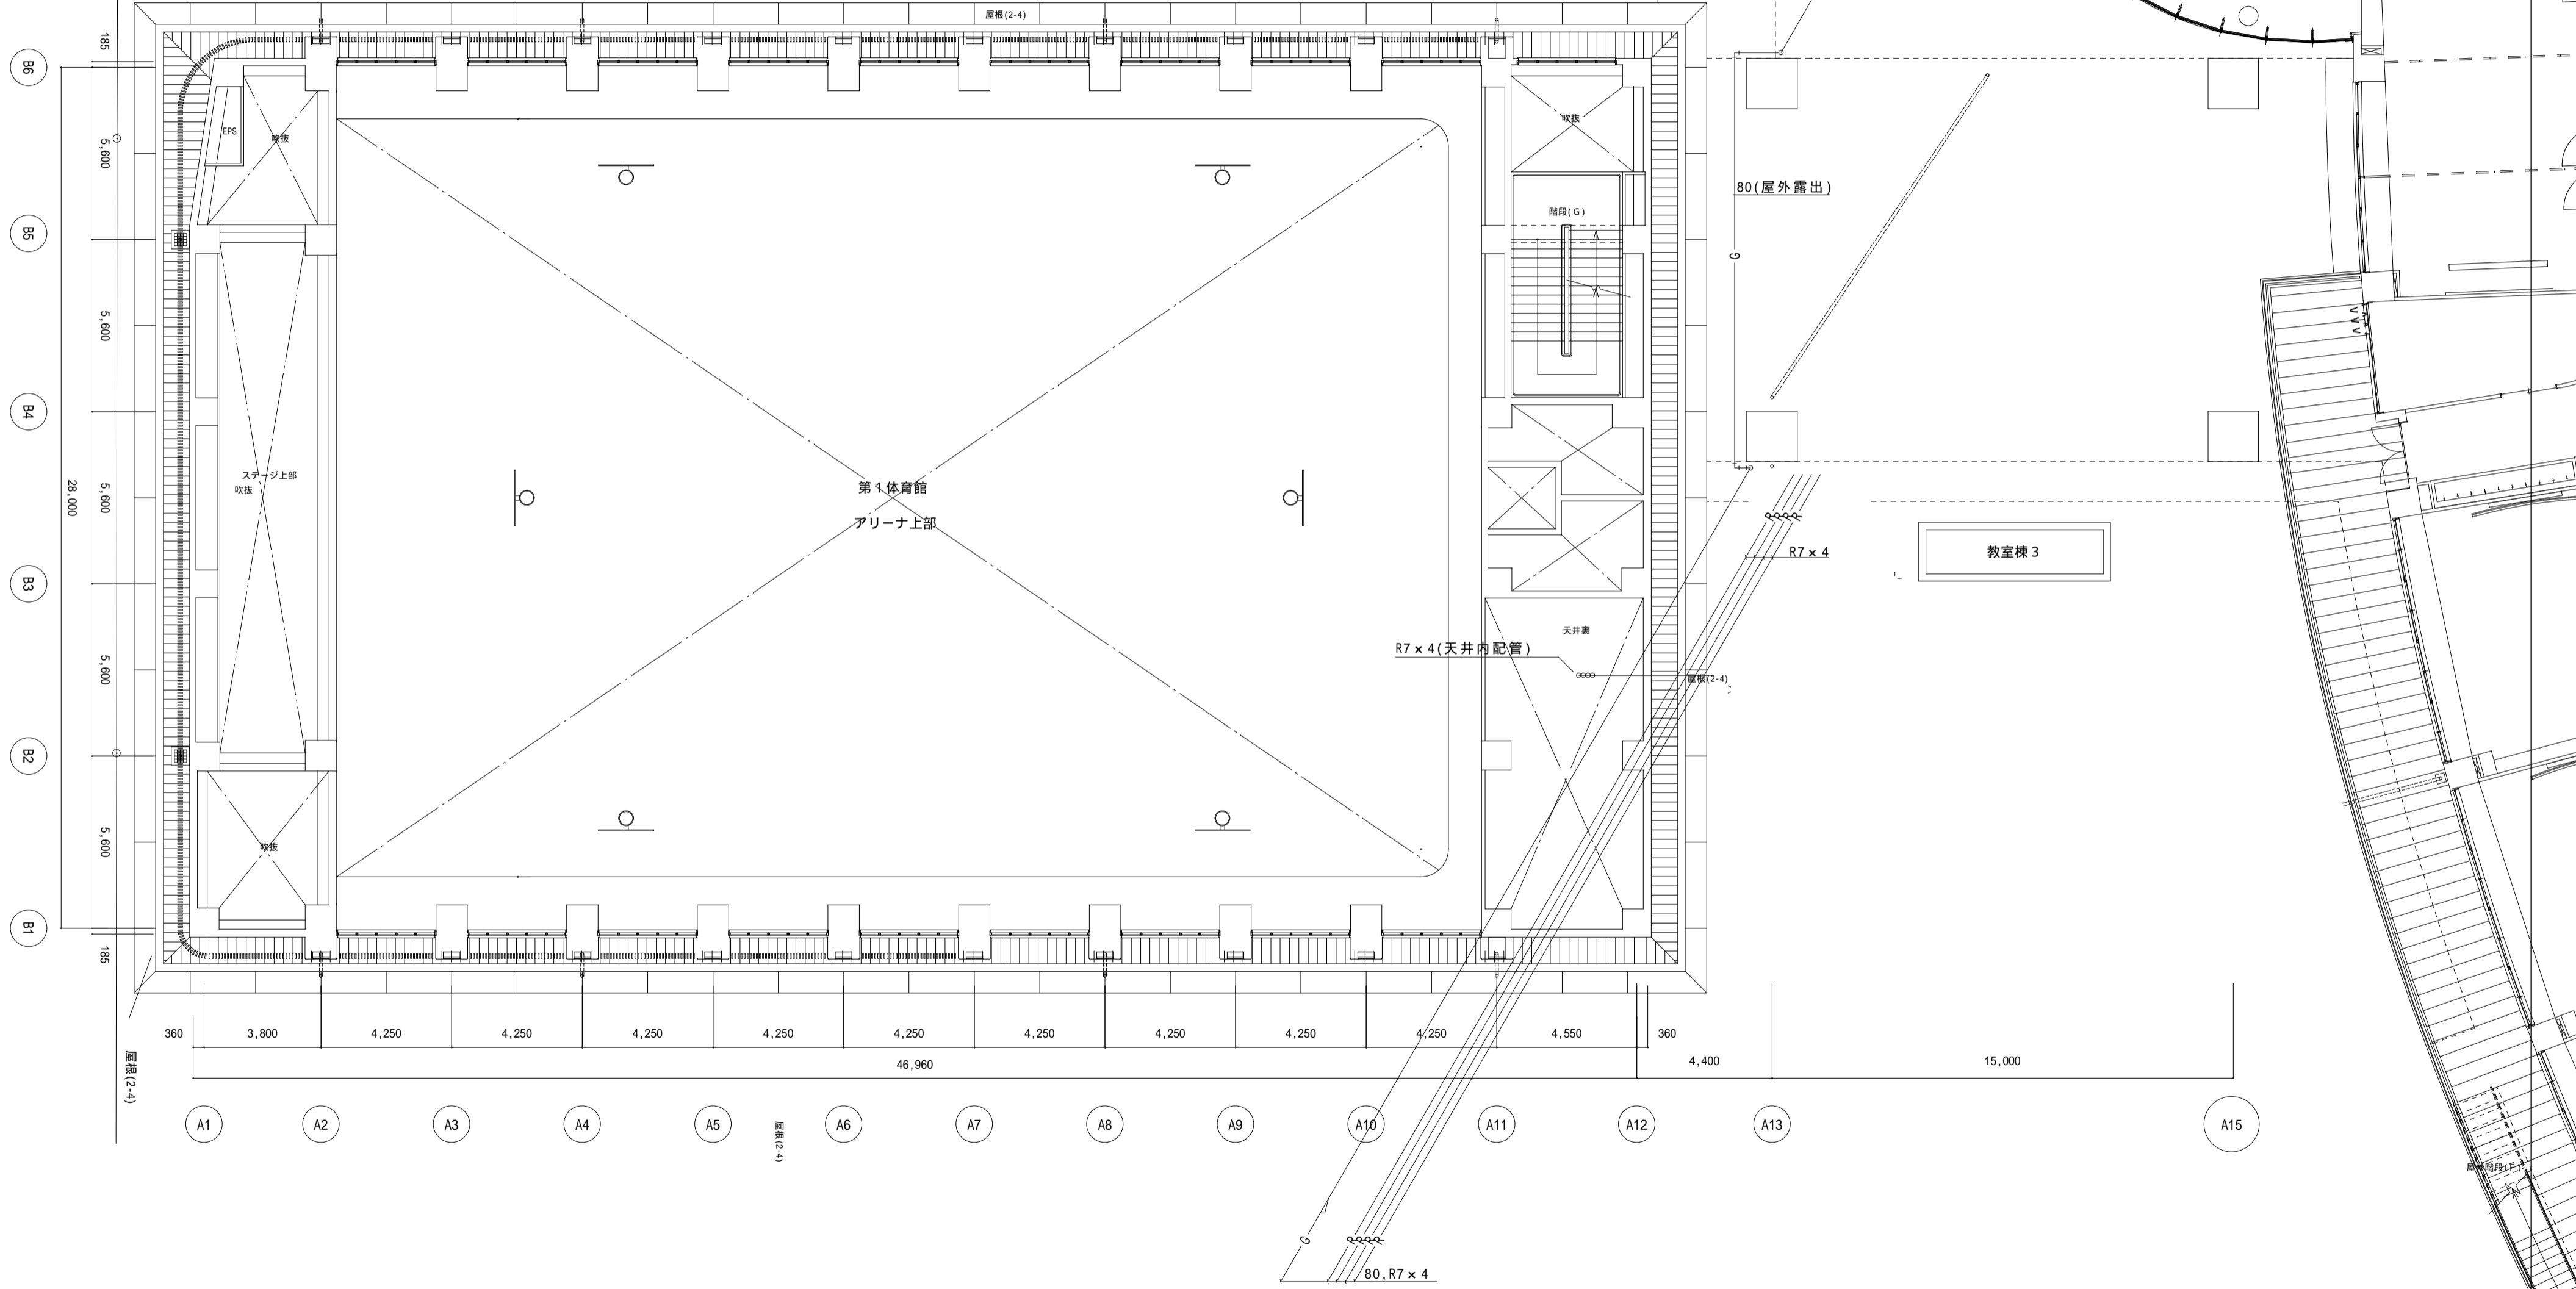 屋根(2-4)
185
B6
5,600
EPS
吹抜
吹抜
80(屋外露出)
階段(G)
B5
G
5,600
B4
ステージ上部
吹抜
第1体育館
アリーナ上部
28,000
5,600
R R R R
R7×4
教室棟3
B3
天井裏
R7×4(天井内配管)
屋根(2-4)
5,600
B2
5,600
吹抜
B1
185
360
3,800
4,250
4,250
4,250
4,250
4,250
4,250
4,250
4,250
4,250
4,550
360
46,960
4,400
15,000
屋根(2-4)
A1
A2
A3
A4
A5
A6
A7
A8
A9
A10
A11
A12
A13
A15
屋根(2-4)
階段(F)
G
R R R R
80,R7×4